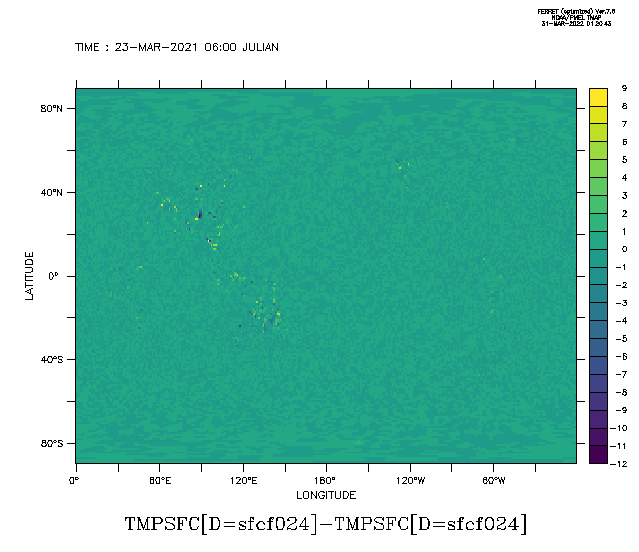 FERRET (optimized) Ver.7.6
NOAA/PMEL TMAP
31-MAR-2022 01:20:43
TIME : 23-MAR-2021 06:00 JULIAN
80°N
40°N
0°
40°S
80°S
LATITUDE
0°
60°E
120°E
180°
120°W
60°W
LONGITUDE
9
8
7
6
5
4
3
2
1
0
-1
-2
-3
-4
-5
-6
-7
-8
-9
-10
-11
-12
TMPSFC[D=sfcf024]-TMPSFC[D=sfcf024]